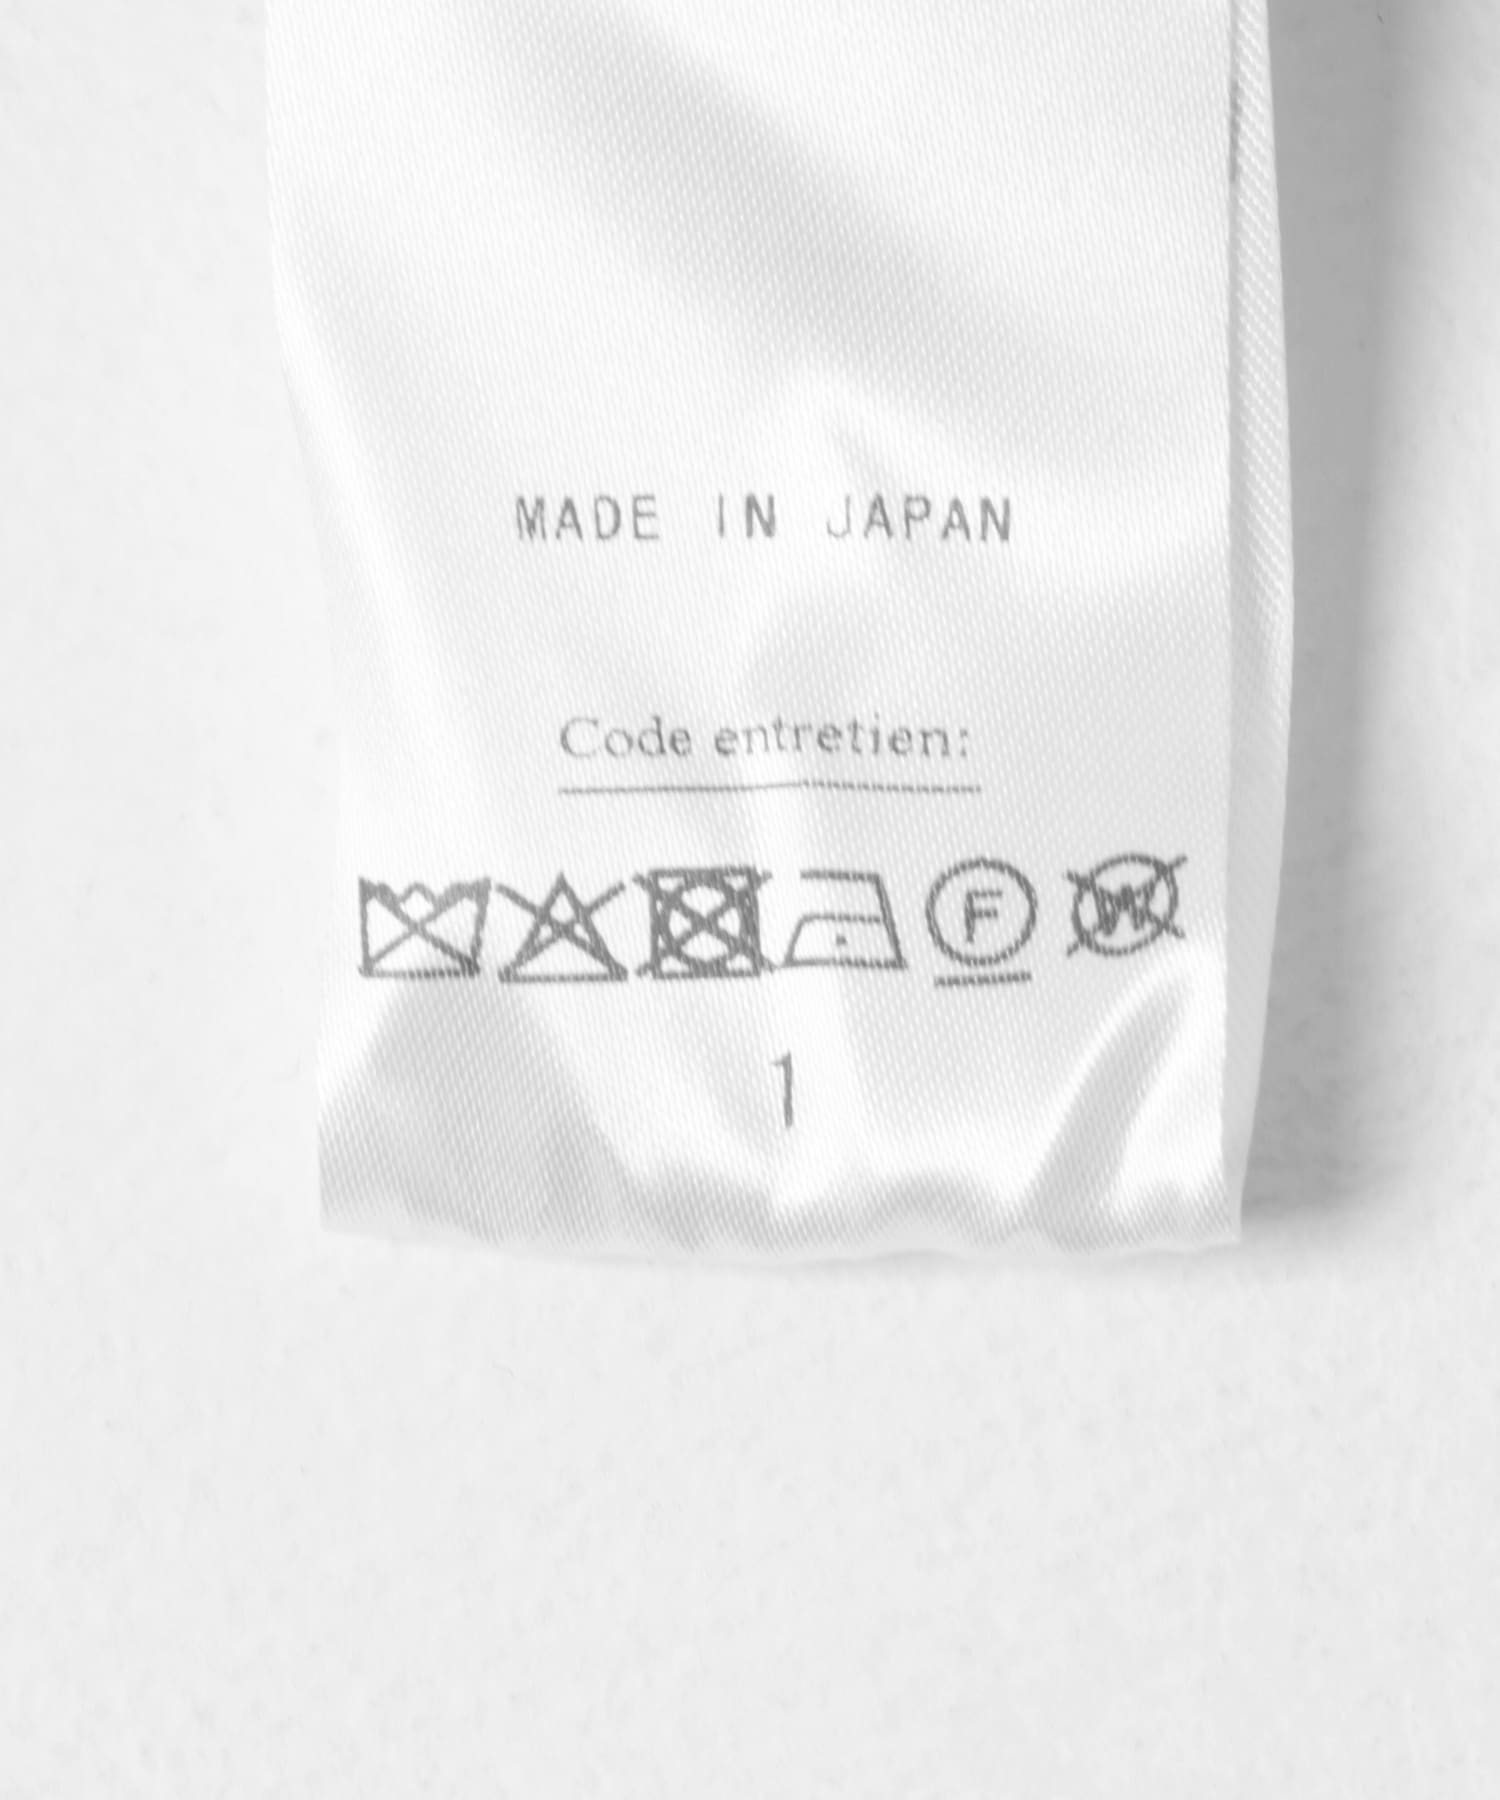 MADE IN JAPAN
Code entretien:
F W
1